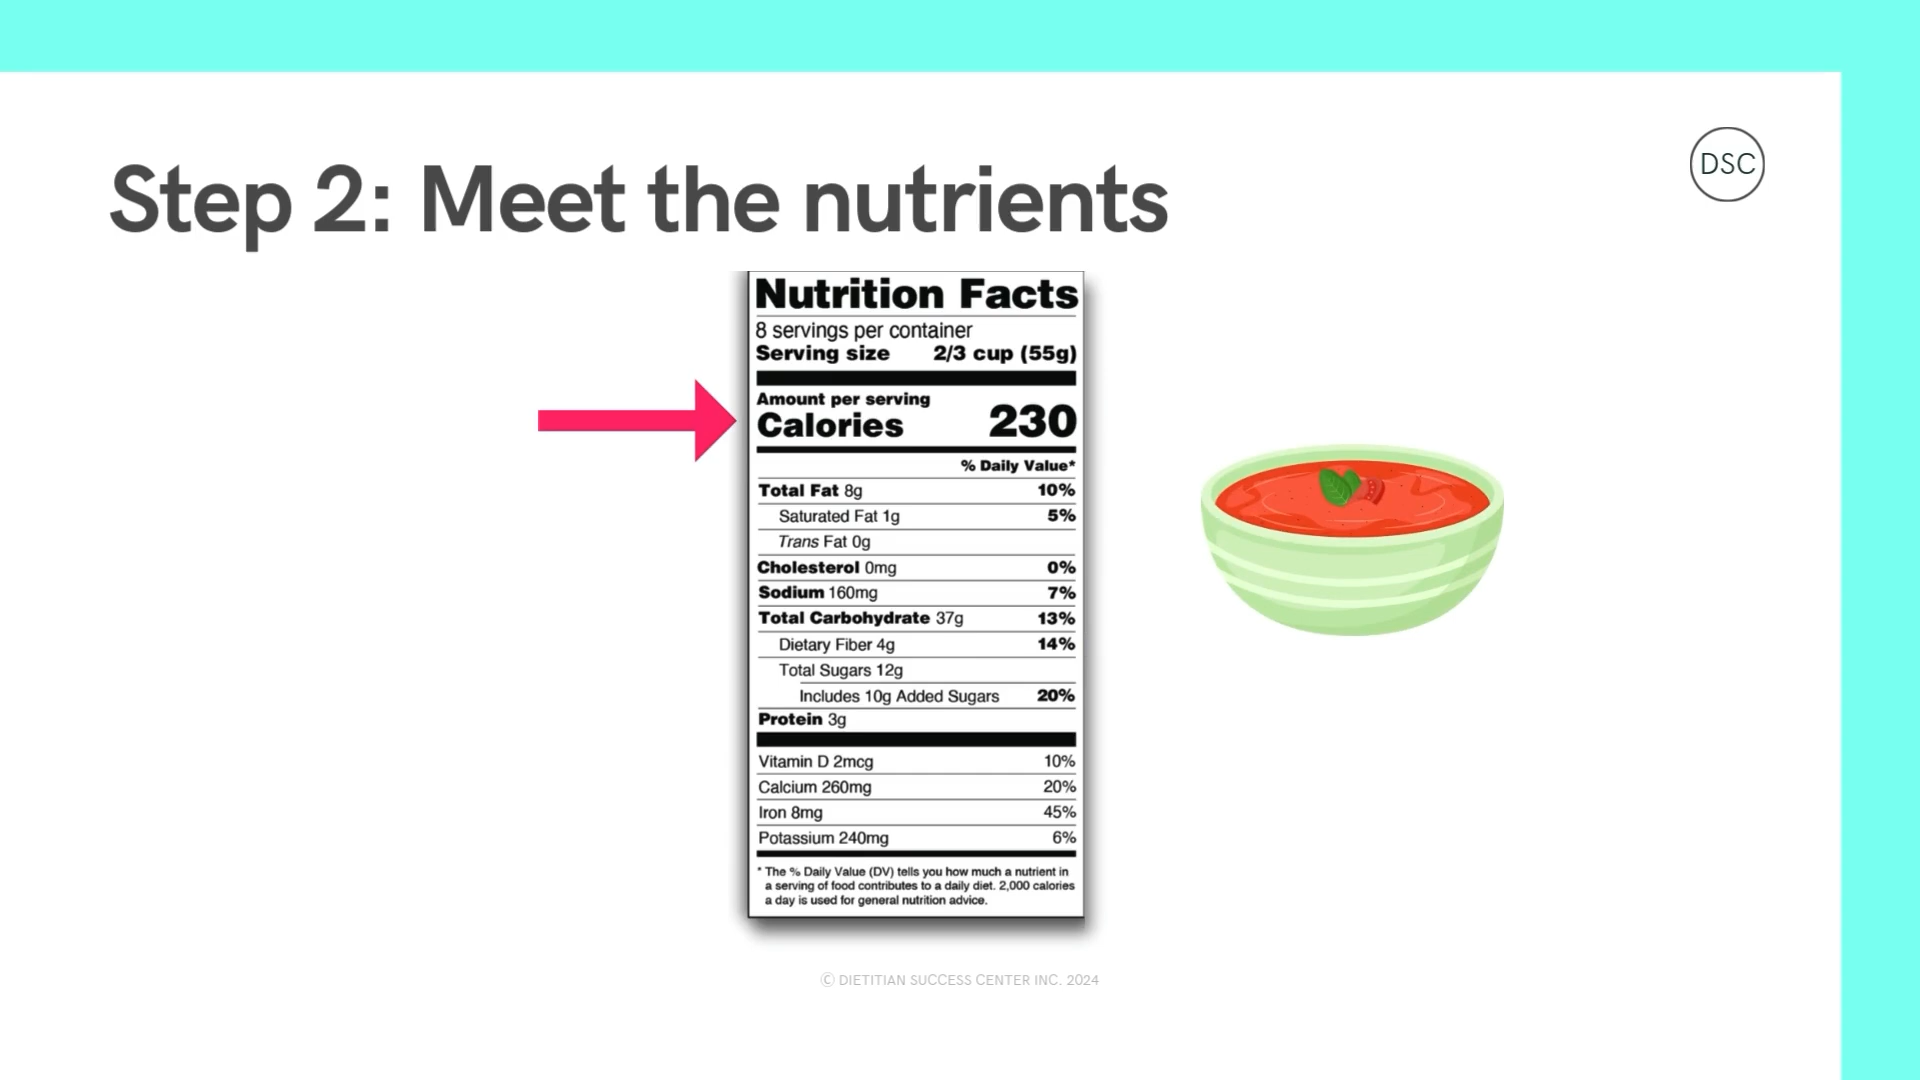 DSC
Step 2: Meet the nutrients
Nutrition Facts
8 servings per container
Serving size 2/3 cup (55g)
Amount per serving
Calories 230
% Daily Value*
Total Fat 8g 10%
Saturated Fat 1g 5%
Trans Fat 0g
Cholesterol 0mg 0%
Sodium 160mg 7%
Total Carbohydrate 37g 13%
Dietary Fiber 4g 14%
Total Sugars 12g
Includes 10g Added Sugars 20%
Protein 3g
Vitamin D 2mcg 10%
Calcium 260mg 20%
Iron 8mg 45%
Potassium 240mg 6%
* The % Daily Value (DV) tells you how much a nutrient in
a serving of food contributes to a daily diet. 2,000 calories
a day is used for general nutrition advice.
© DIETITIAN SUCCESS CENTER INC. 2024